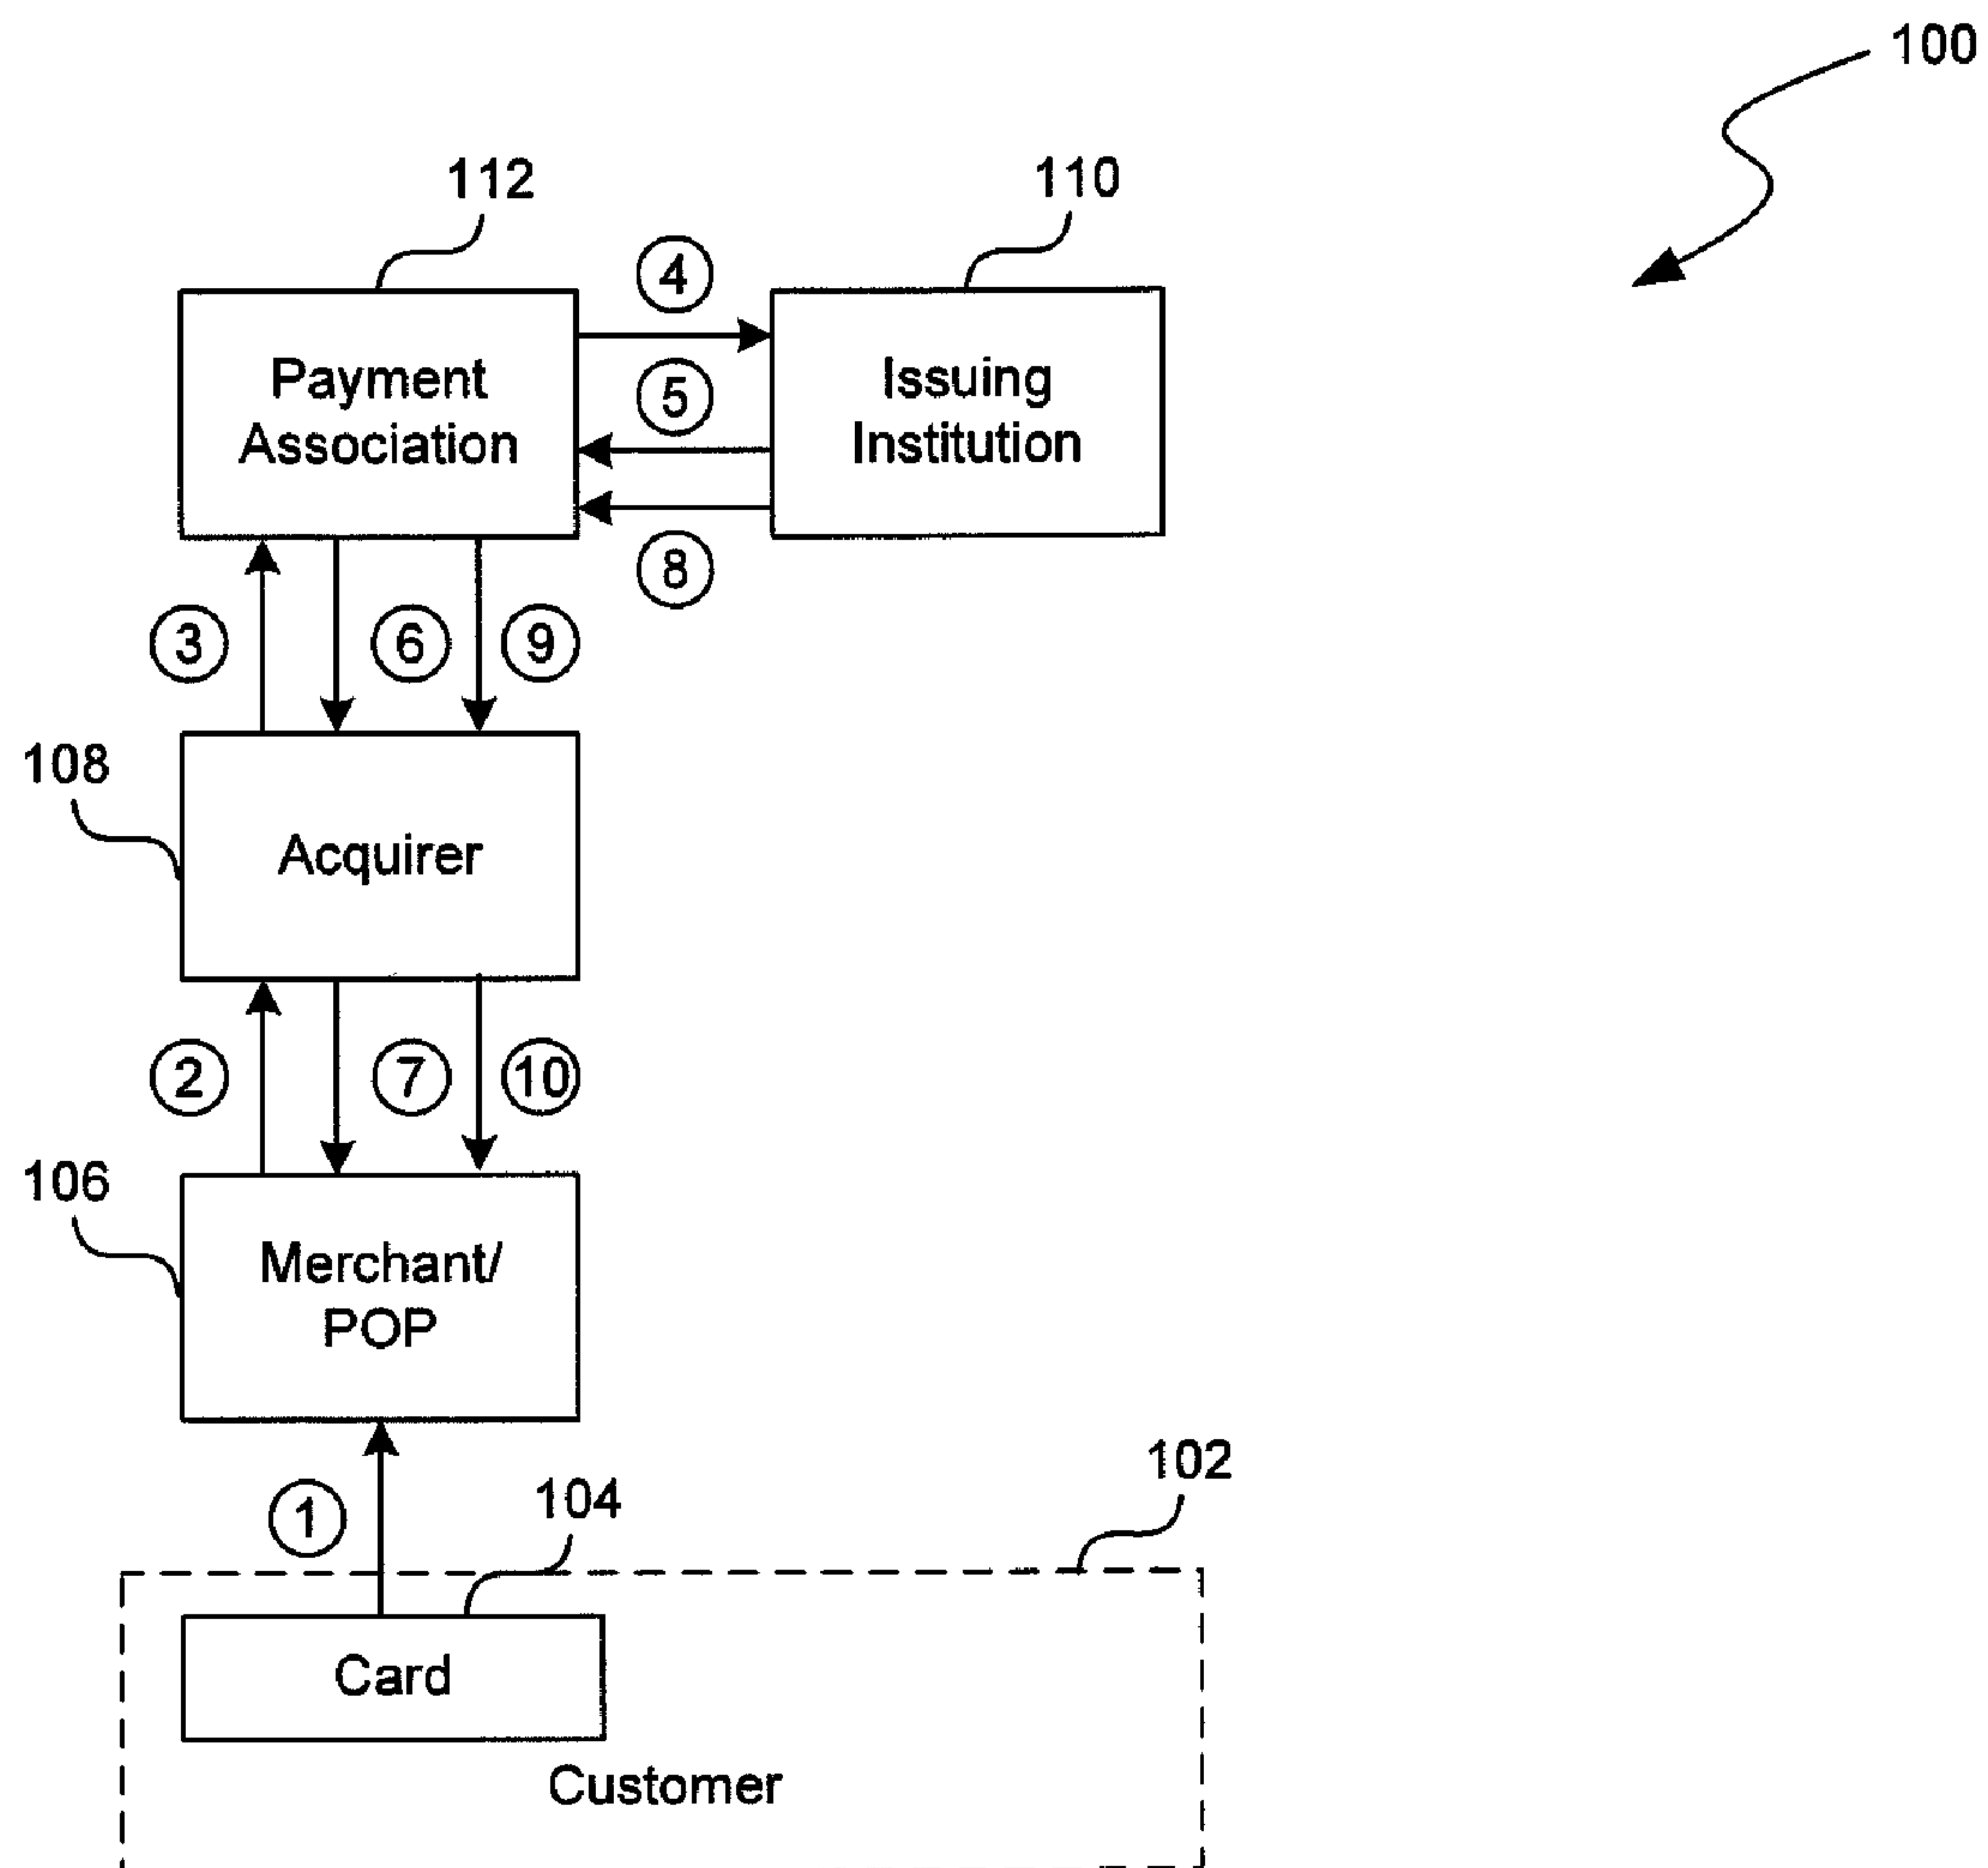 100
112
110
4
Payment
Association
5
Issuing
Institution
8
3
6
9
108
Acquirer
2
7
10
106
Merchant/
POP
102
104
1
Card
Customer